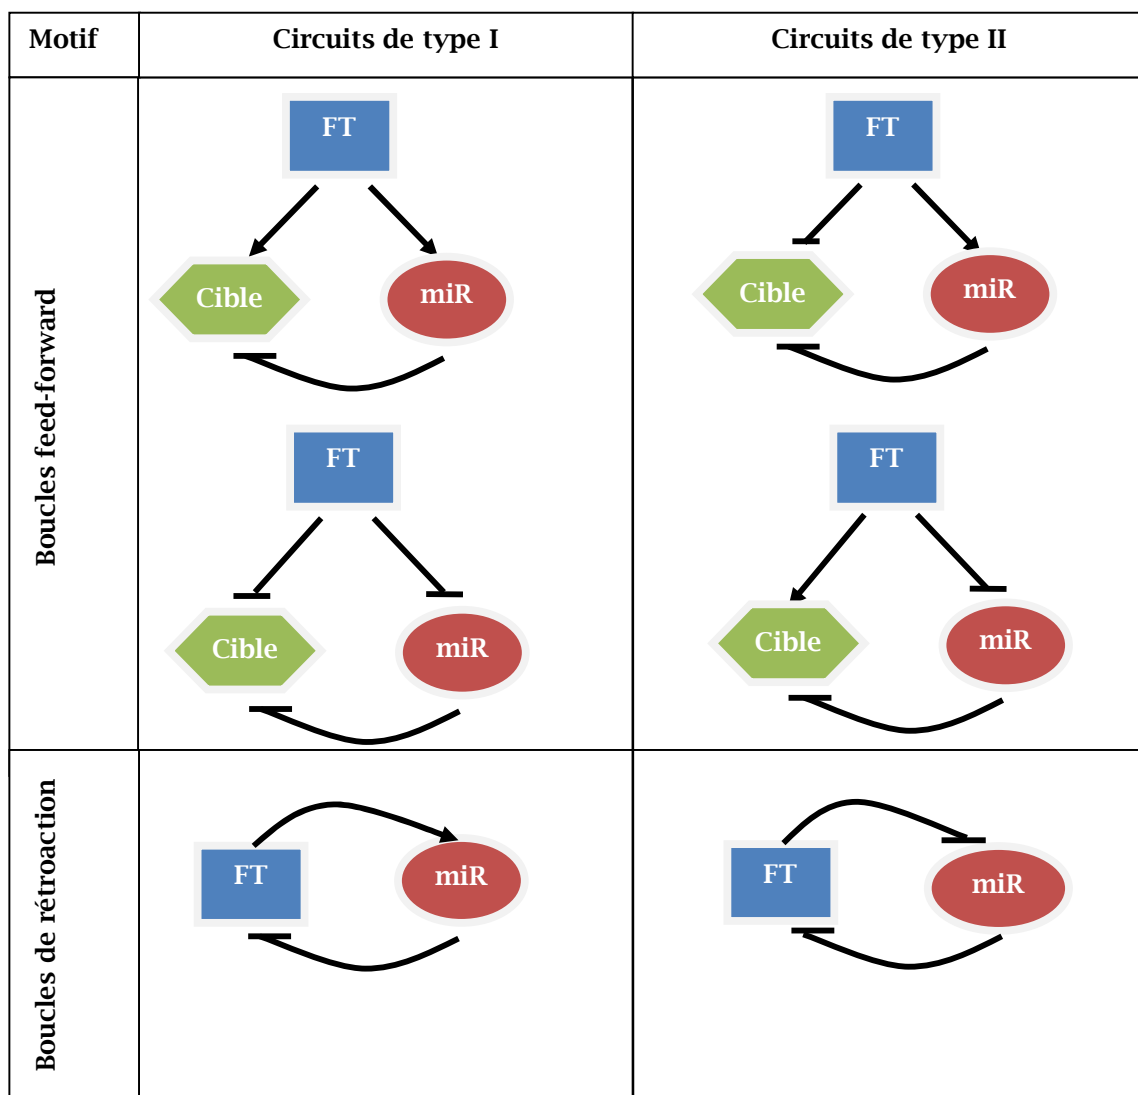 Motif
Circuits de type I
Circuits de type II
Boucles feed-forward
FT
Cible
miR
FT
Cible
miR
FT
Cible
miR
FT
Cible
miR
Boucles de rétroaction
FT
miR
FT
miR